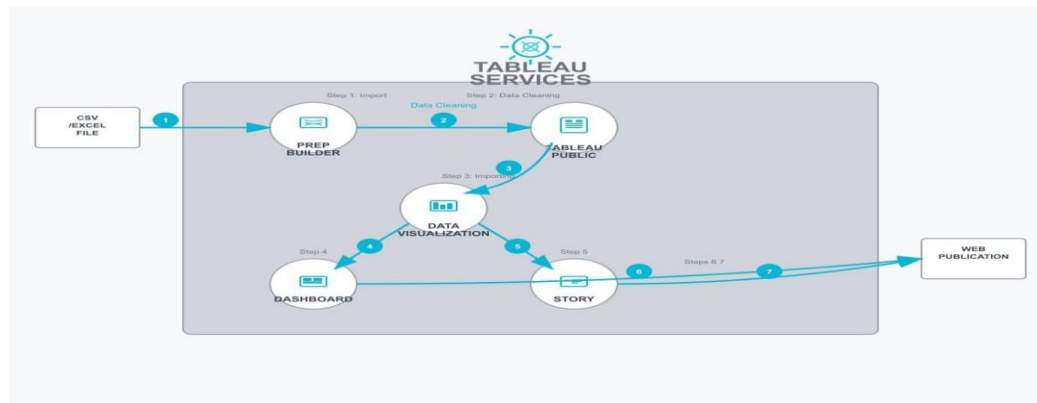 TABLEAU
SERVICES
Step 1: Import
Step 2: Data Cleaning
Data Cleaning
CSV
/EXCEL
FILE
1
2
PREP
BUILDER
TABLEAU
PUBLIC
3
Step 3: Importing
DATA
VISUALIZATION
4
5
Step 4
Step 5
WEB
PUBLICATION
Steps 6 7
6
7
DASHBOARD
STORY